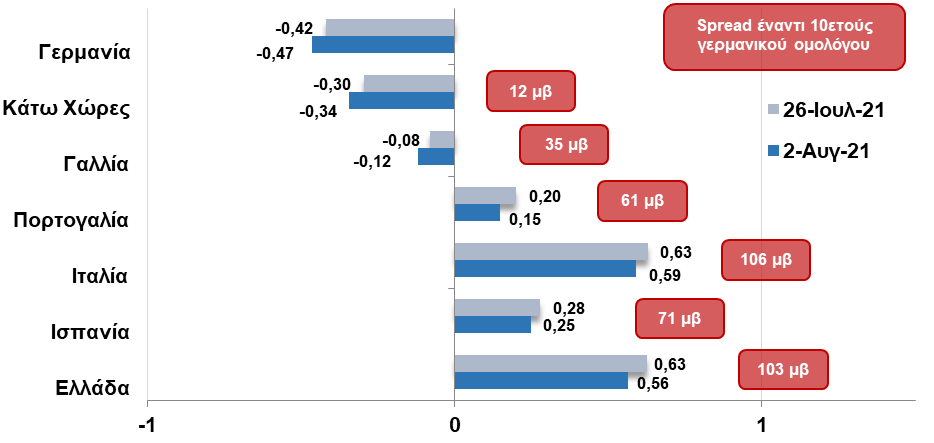 Spread έναντι 10ετούς
γερμανικού ομολόγου
26-Ιουλ-21
2-Αυγ-21
Γερμανία
-0,42
-0,47
Κάτω Χώρες
-0,30
-0,34
12 μβ
Γαλλία
-0,08
-0,12
35 μβ
Πορτογαλία
0,20
0,15
61 μβ
Ιταλία
0,63
0,59
106 μβ
Ισπανία
0,28
0,25
71 μβ
Ελλάδα
0,63
0,56
103 μβ
-1
0
1